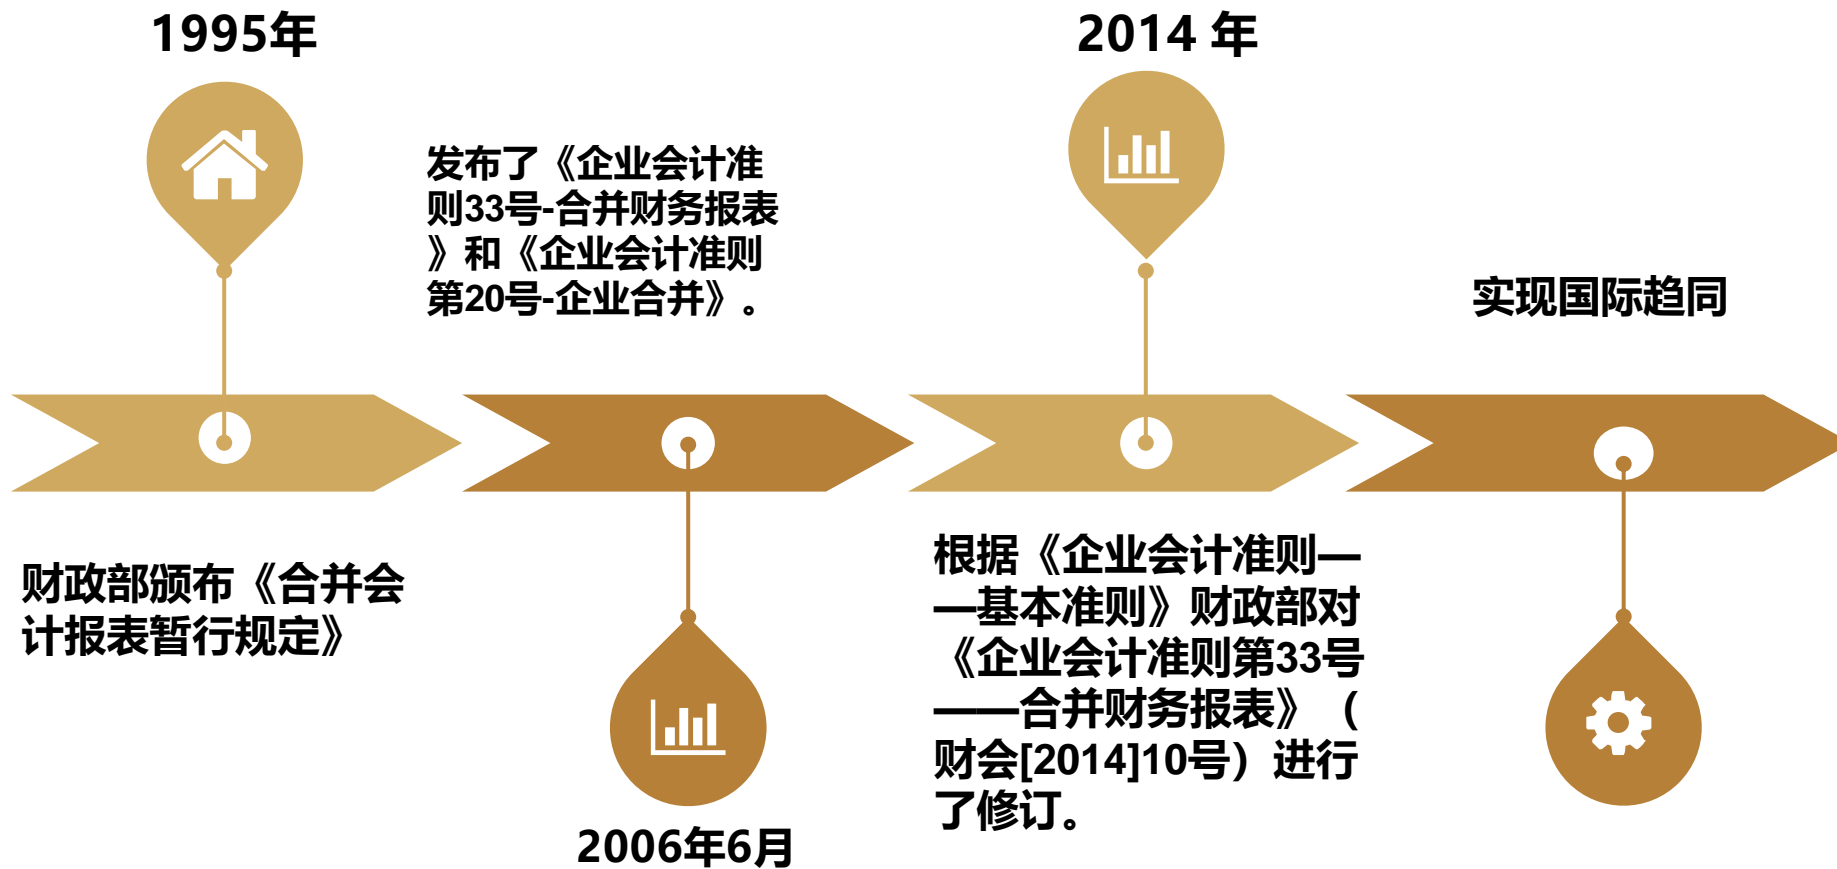 1995年
财政部颁布《合并会
计报表暂行规定》
发布了《企业会计准
则33号-合并财务报表
》和《企业会计准则
第20号-企业合并》。
2006年6月
2014 年
根据《企业会计准则—
—基本准则》财政部对
《企业会计准则第33号
——合并财务报表》（
财会[2014]10号）进行
了修订。
实现国际趋同